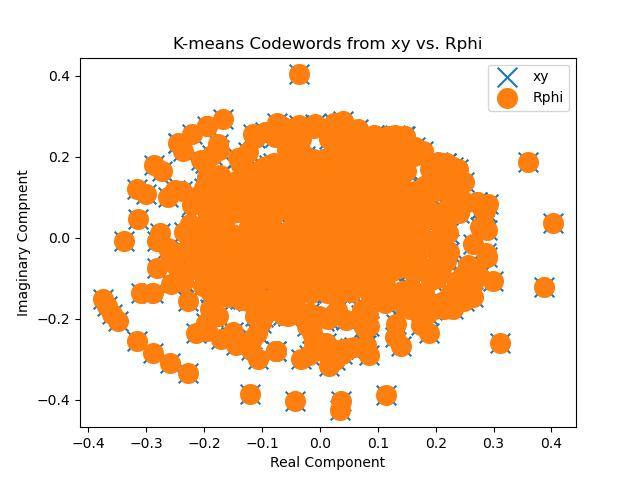 K-means Codewords from xy vs. Rphi
xy
Rphi
0.4
0.2
0.0
−0.2
−0.4
Imaginary Compnent
−0.4 −0.3 −0.2 −0.1 0.0 0.1 0.2 0.3 0.4
Real Component